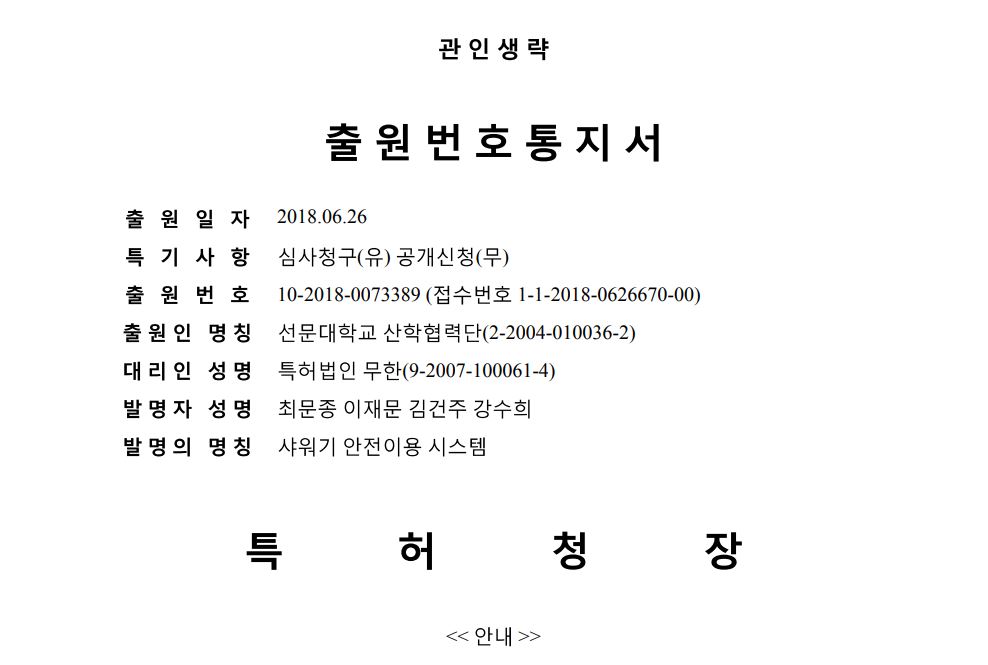 관 인 생 략
출 원 번 호 통 지 서
출 원 일 자 2018.06.26
특 기 사 항 심사청구(유) 공개신청(무)
출 원 번 호 10-2018-0073389 (접수번호 1-1-2018-0626670-00)
출원인 명칭 선문대학교 산학협력단(2-2004-010036-2)
대리인 성명 특허법인 무한(9-2007-100061-4)
발명자 성명 최문종 이재문 김건주 강수희
발명의 명칭 샤워기 안전이용 시스템
특 허 청 장
<< 안내 >>